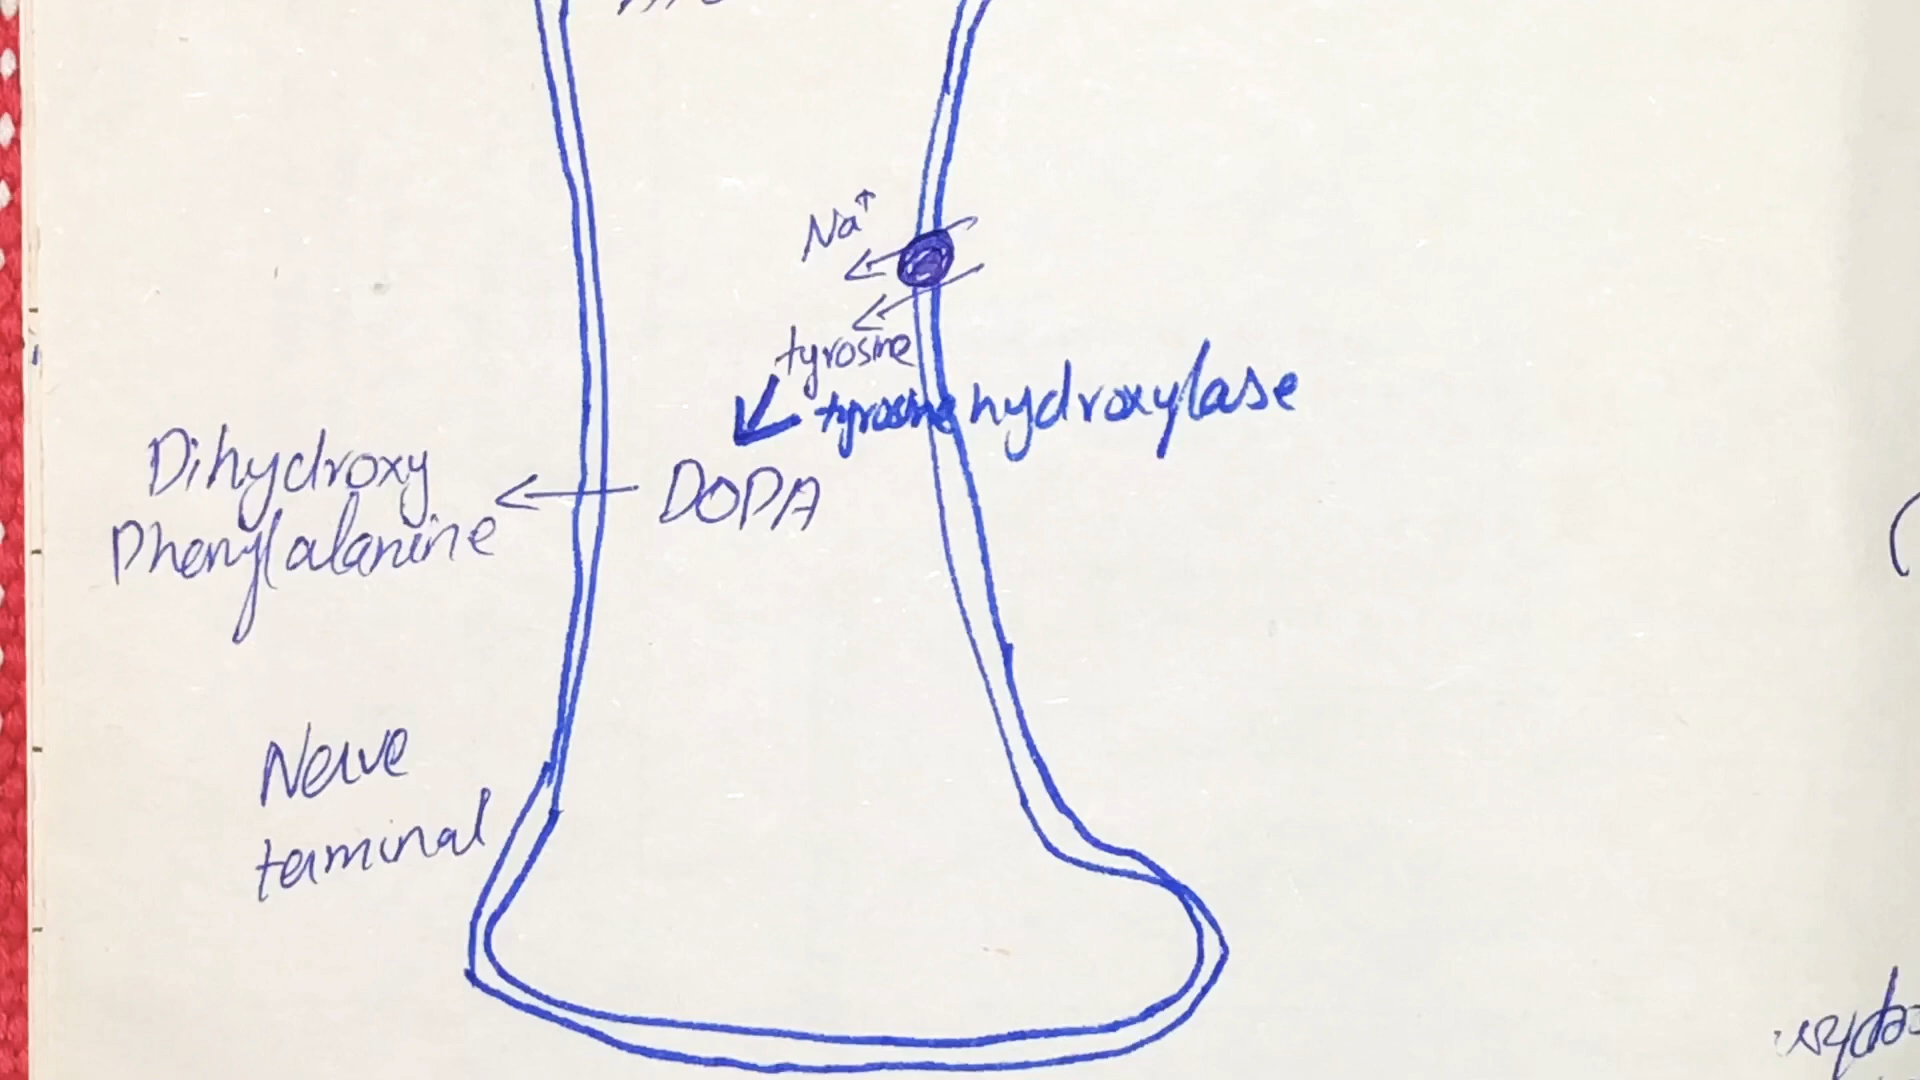 Na+
tyrosine
tyrosine hydroxylase
DOPA
Dihydroxy
Phenylalanine
Nerve
terminal